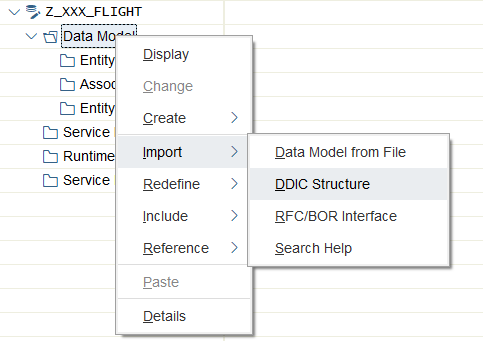 Z_XXX_FLIGHT
Data Model
Entity
Assoc
Entity
Service
Runtime
Service
Display
Change
Create
Import
Redefine
Include
Reference
Paste
Details
Data Model from File
DDIC Structure
RFC/BOR Interface
Search Help